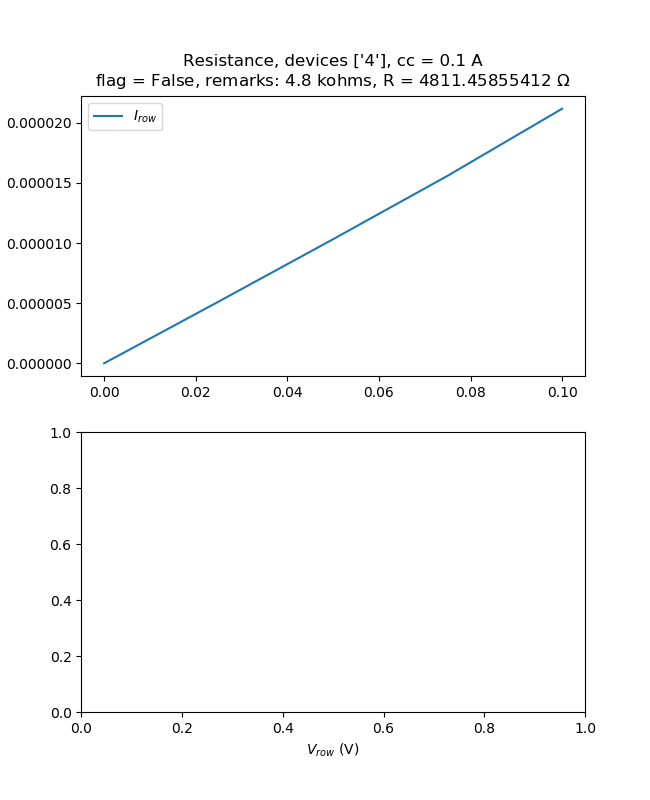 Resistance, devices ['4'], cc = 0.1 A
flag = False, remarks: 4.8 kohms, R = 4811.45855412 Ω
I_row
0.000020
0.000015
0.000010
0.000005
0.000000
0.00 0.02 0.04 0.06 0.08 0.10
1.0
0.8
0.6
0.4
0.2
0.0
0.0 0.2 0.4 0.6 0.8 1.0
V_row (V)